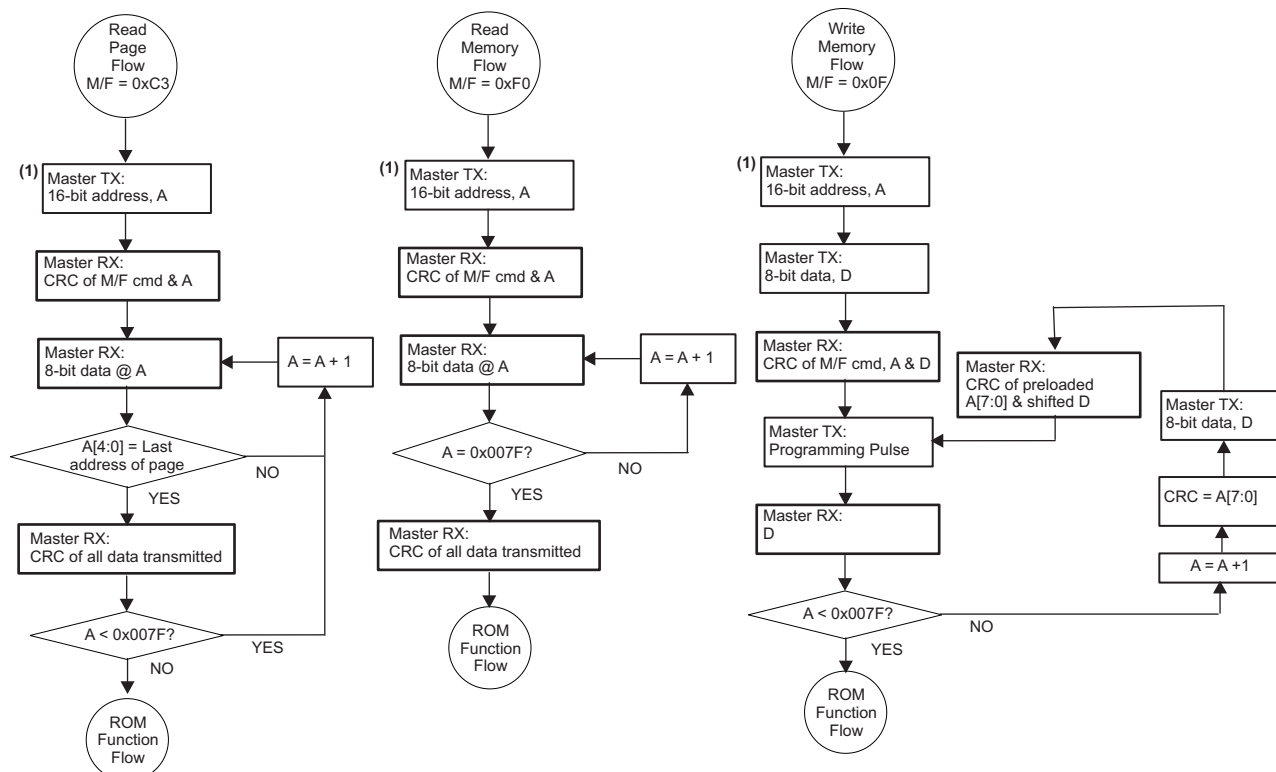 Read
Page
Flow
M/F = 0xC3
(1)
Master TX:
16-bit address, A
Master RX:
CRC of M/F cmd & A
Master RX:
8-bit data @ A
A = A + 1
A[4:0] = Last
address of page
NO
YES
Master RX:
CRC of all data transmitted
A < 0x007F?
YES
NO
ROM
Function
Flow
Read
Memory
Flow
M/F = 0xF0
(1)
Master TX:
16-bit address, A
Master RX:
CRC of M/F cmd & A
Master RX:
8-bit data @ A
A = A + 1
A = 0x007F?
NO
YES
Master RX:
CRC of all data transmitted
ROM
Function
Flow
Write
Memory
Flow
M/F = 0x0F
(1)
Master TX:
16-bit address, A
Master TX:
8-bit data, D
Master RX:
CRC of M/F cmd, A & D
Master TX:
Programming Pulse
Master RX:
D
A < 0x007F?
NO
YES
ROM
Function
Flow
Master RX:
CRC of preloaded
A[7:0] & shifted D
Master TX:
8-bit data, D
CRC = A[7:0]
A = A +1